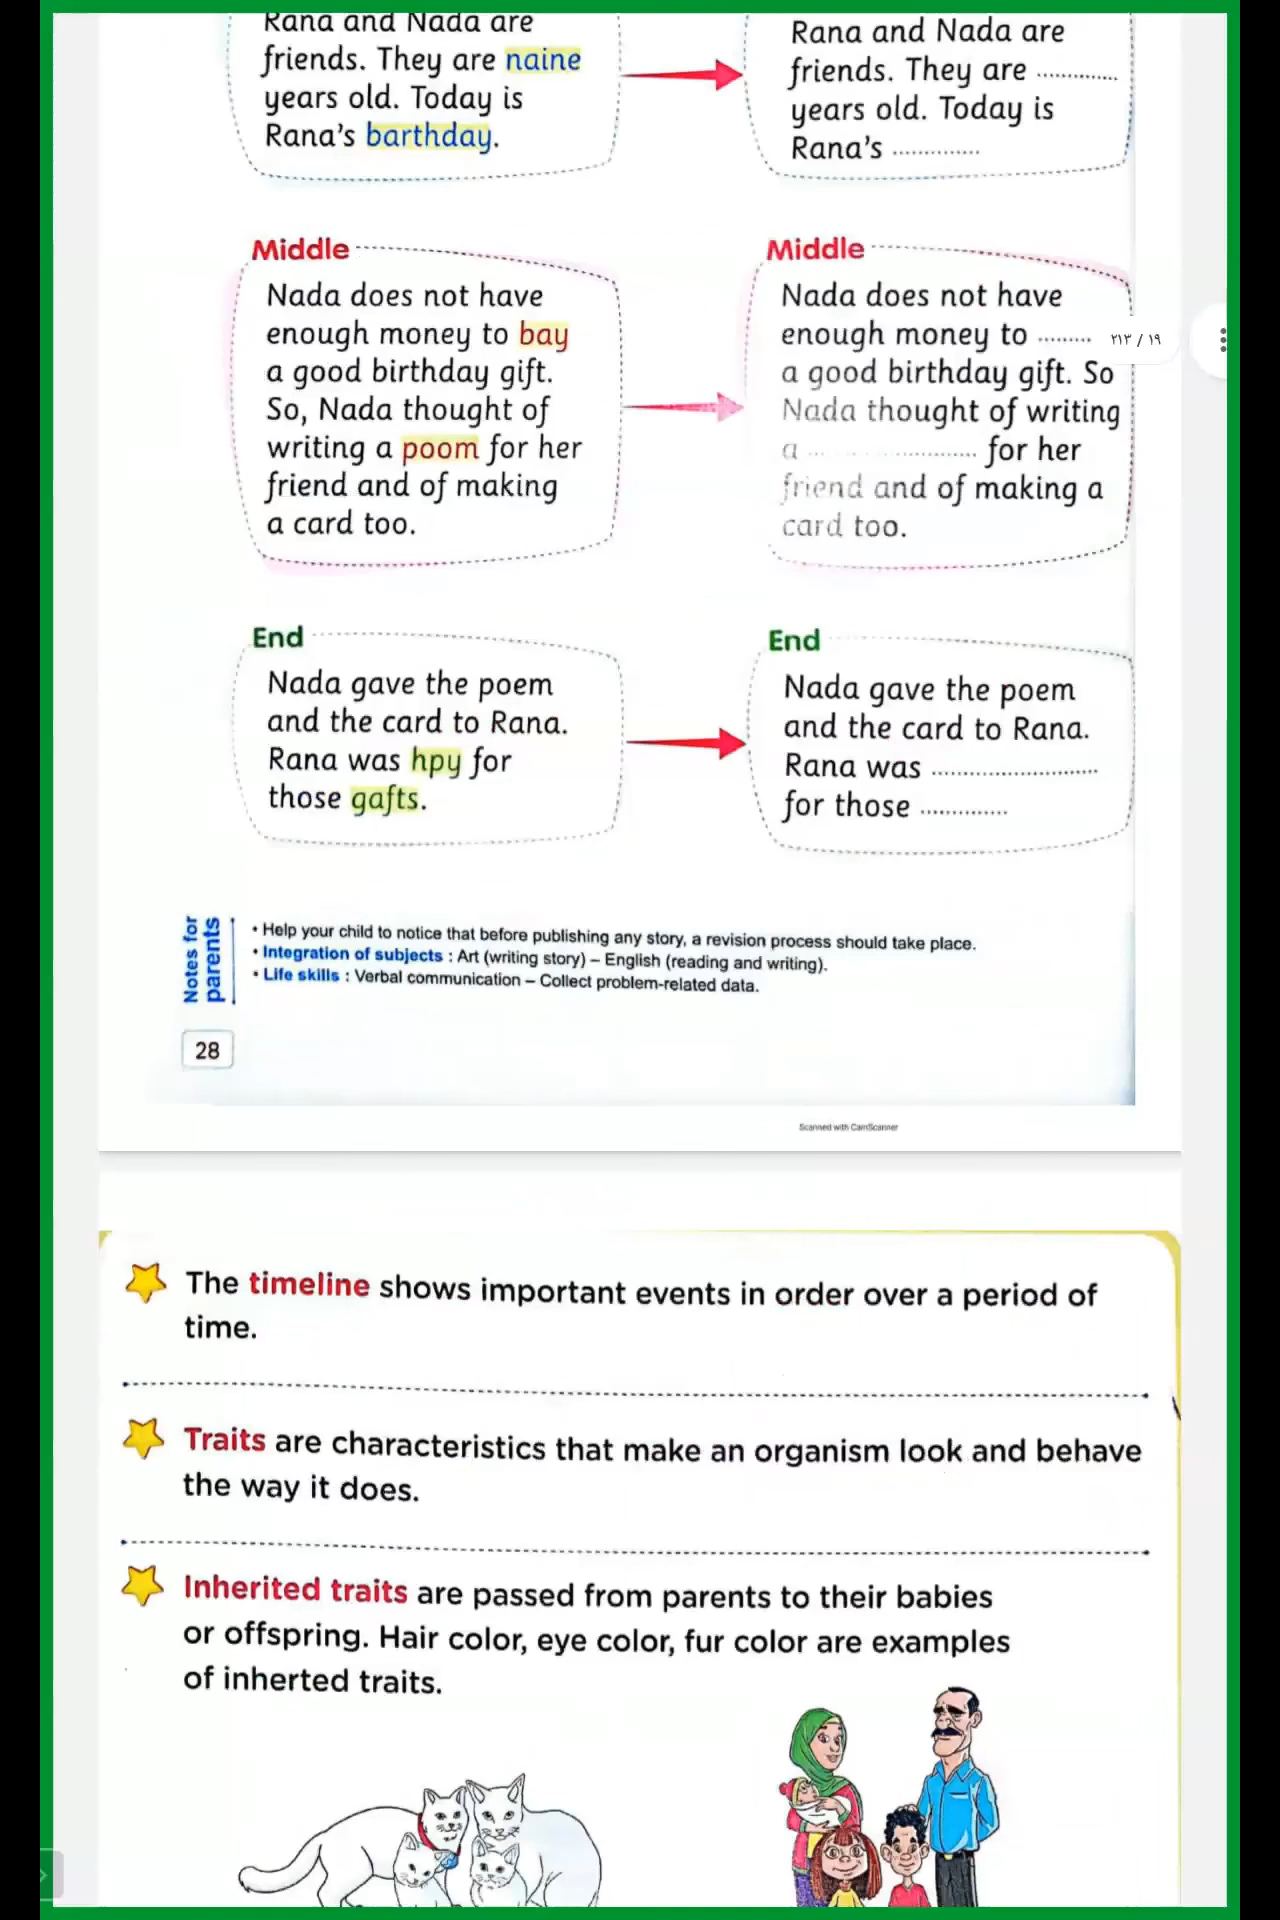 Rana and Nada are
friends. They are naine
years old. Today is
Rana's barthday.
Rana and Nada are
friends. They are ..............
years old. Today is
Rana's ..............
Middle
Nada does not have
enough money to bay
a good birthday gift.
So, Nada thought of
writing a poom for her
friend and of making
a card too.
Middle
Nada does not have
enough money to .........
a good birthday gift. So
Nada thought of writing
a .............................. for her
friend and of making a
card too.
٢١٣ / ١٩
End
Nada gave the poem
and the card to Rana.
Rana was hpy for
those gafts.
End
Nada gave the poem
and the card to Rana.
Rana was ..............................
for those ..............
Notes for
parents
• Help your child to notice that before publishing any story, a revision process should take place.
• Integration of subjects : Art (writing story) – English (reading and writing).
• Life skills : Verbal communication – Collect problem-related data.
28
Scanned with CamScanner
The timeline shows important events in order over a period of
time.
Traits are characteristics that make an organism look and behave
the way it does.
Inherited traits are passed from parents to their babies
or offspring. Hair color, eye color, fur color are examples
of inherted traits.